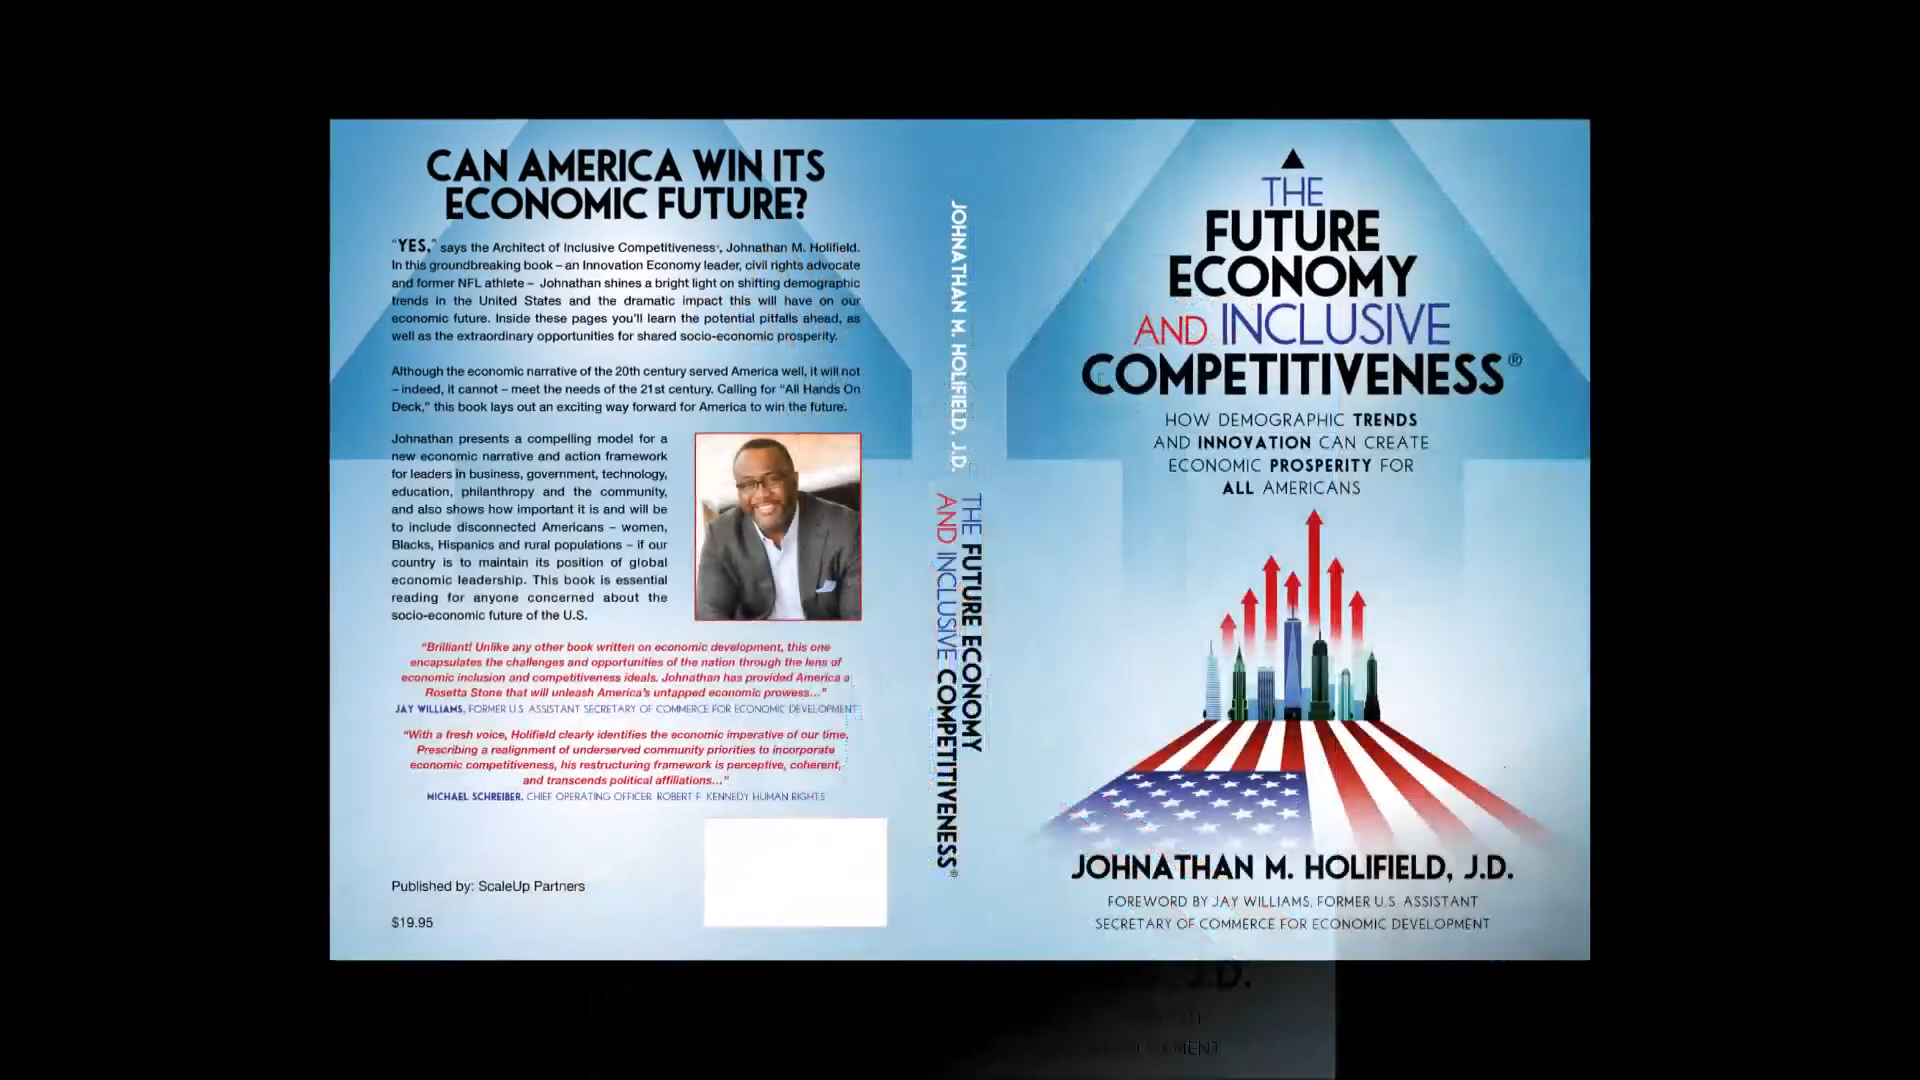 CAN AMERICA WIN ITS
ECONOMIC FUTURE?
"YES," says the Architect of Inclusive Competitiveness®, Johnathan M. Holifield.
In this groundbreaking book – an Innovation Economy leader, civil rights advocate
and former NFL athlete – Johnathan shines a bright light on shifting demographic
trends in the United States and the dramatic impact this will have on our
economic future. Inside these pages you'll learn the potential pitfalls ahead, as
well as the extraordinary opportunities for shared socio-economic prosperity.
Although the economic narrative of the 20th century served America well, it will not
– indeed, it cannot – meet the needs of the 21st century. Calling for "All Hands On
Deck," this book lays out an exciting way forward for America to win the future.
Johnathan presents a compelling model for a
new economic narrative and action framework
for leaders in business, government, technology,
education, philanthropy and the community,
and also shows how important it is and will be
to include disconnected Americans – women,
Blacks, Hispanics and rural populations – if our
country is to maintain its position of global
economic leadership. This book is essential
reading for anyone concerned about the
socio-economic future of the U.S.
"Brilliant! Unlike any other book written on economic development, this one
encapsulates the challenges and opportunities of the nation through the lens of
economic inclusion and competitiveness ideals. Johnathan has provided America a
Rosetta Stone that will unleash America's untapped economic prowess..."
JAY WILLIAMS, FORMER U.S. ASSISTANT SECRETARY OF COMMERCE FOR ECONOMIC DEVELOPMENT
"With a fresh voice, Holifield clearly identifies the economic imperative of our time.
Prescribing a realignment of underserved community priorities to incorporate
economic competitiveness, his restructuring framework is perceptive, coherent,
and transcends political affiliations..."
MICHAEL SCHREIBER, CHIEF OPERATING OFFICER, ROBERT F. KENNEDY HUMAN RIGHTS
Published by: ScaleUp Partners
$19.95
JOHNATHAN M. HOLIFIELD, J.D.
THE FUTURE ECONOMY
AND INCLUSIVE COMPETITIVENESS®
THE
FUTURE
ECONOMY
AND INCLUSIVE
COMPETITIVENESS®
HOW DEMOGRAPHIC TRENDS
AND INNOVATION CAN CREATE
ECONOMIC PROSPERITY FOR
ALL AMERICANS
JOHNATHAN M. HOLIFIELD, J.D.
FOREWORD BY JAY WILLIAMS, FORMER U.S. ASSISTANT
SECRETARY OF COMMERCE FOR ECONOMIC DEVELOPMENT
J.D.